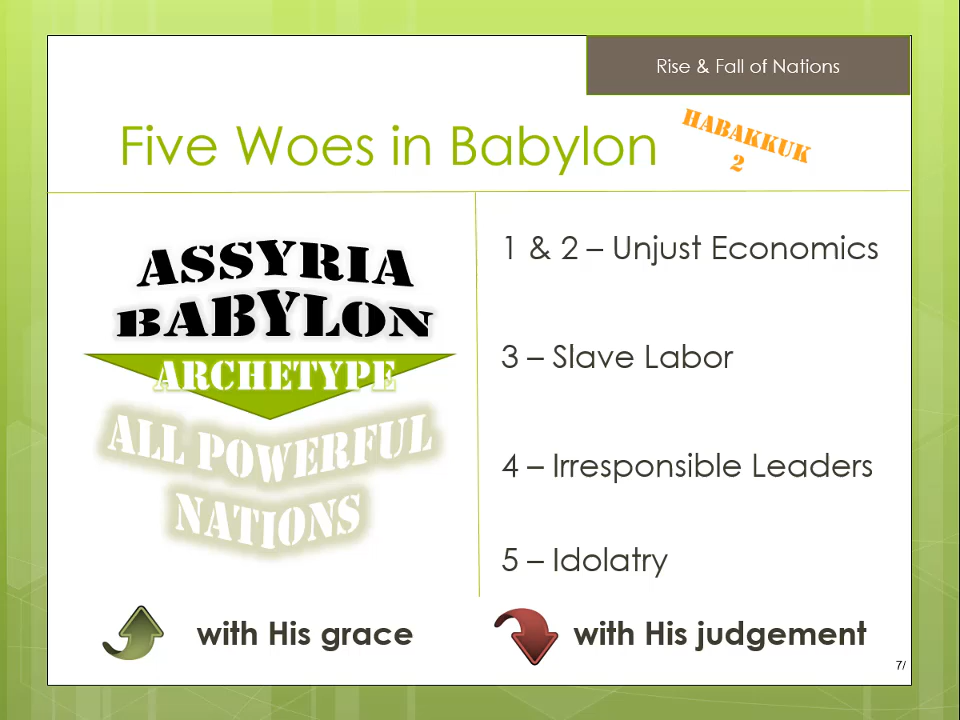 Rise & Fall of Nations
Five Woes in Babylon
HABAKKUK
2
ASSYRIA
BABYLON
ARCHETYPE
ALL POWERFUL
NATIONS
1 & 2 – Unjust Economics
3 – Slave Labor
4 – Irresponsible Leaders
5 – Idolatry
with His grace
with His judgement
7/